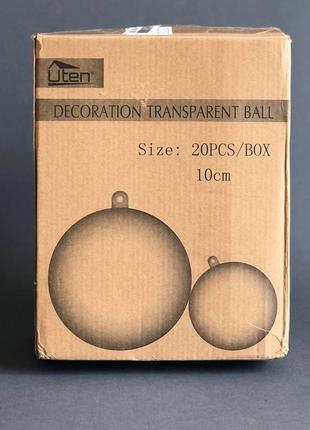 Uten®
DECORATION TRANSPARENT BALL
Size: 20PCS/BOX
10cm